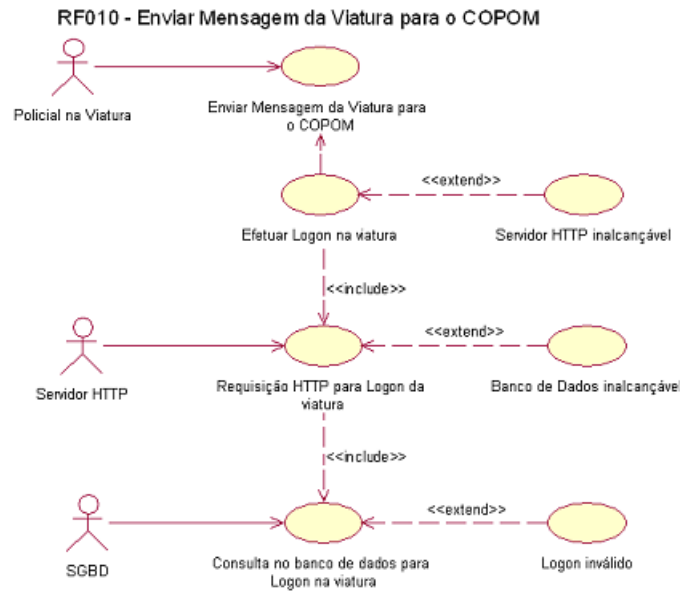 RF010 - Enviar Mensagem da Viatura para o COPOM
Policial na Viatura
Enviar Mensagem da Viatura para
o COPOM
<<extend>>
Efetuar Logon na viatura
Servidor HTTP inalcançável
<<include>>
<<extend>>
Servidor HTTP
Requisição HTTP para Logon da
viatura
Banco de Dados inalcançável
<<include>>
<<extend>>
SGBD
Consulta no banco de dados para
Logon na viatura
Logon inválido